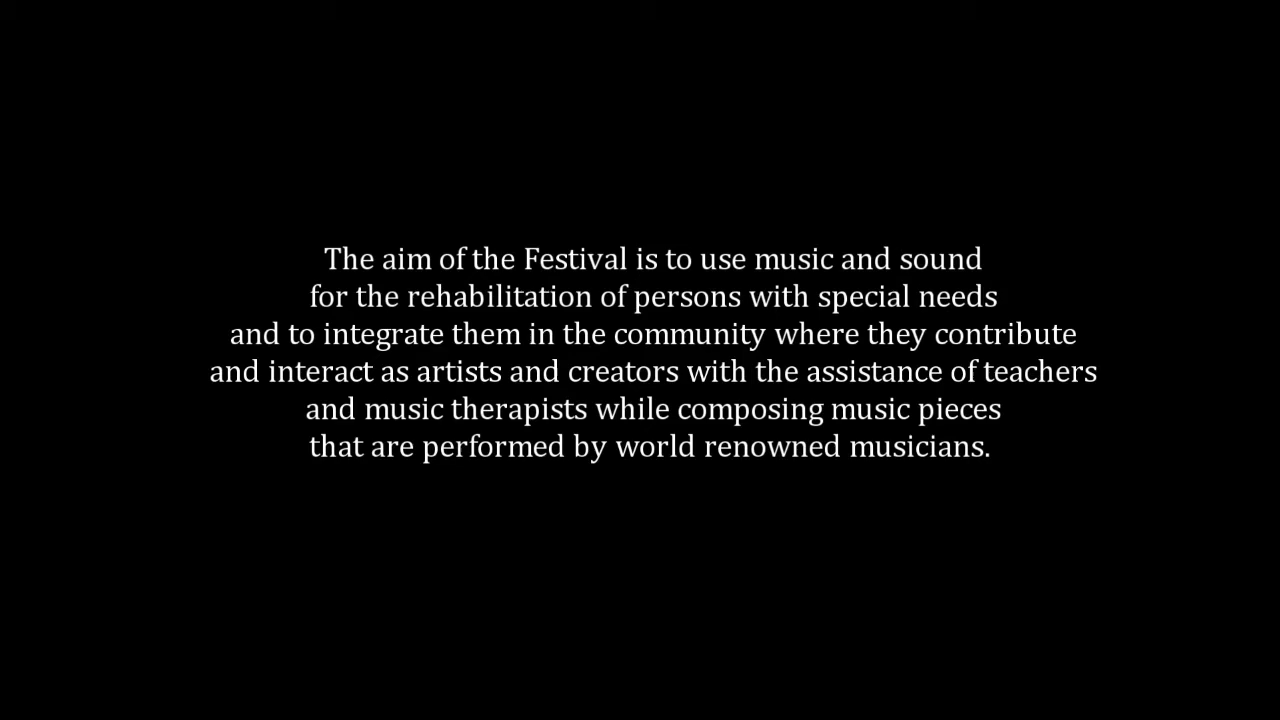 The aim of the Festival is to use music and sound
for the rehabilitation of persons with special needs
and to integrate them in the community where they contribute
and interact as artists and creators with the assistance of teachers
and music therapists while composing music pieces
that are performed by world renowned musicians.